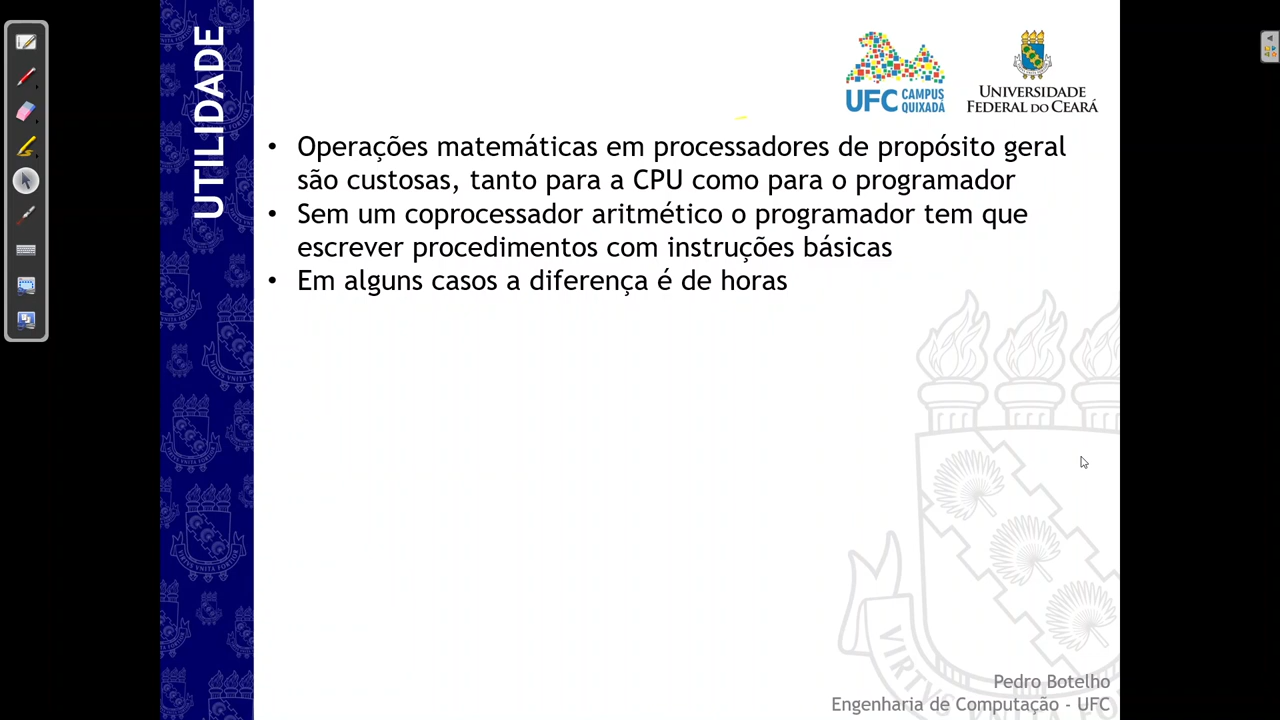 UTILIDADE
UFC CAMPUS
QUIXADÁ
UNIVERSIDADE
FEDERAL DO CEARÁ
• Operações matemáticas em processadores de propósito geral
são custosas, tanto para a CPU como para o programador
• Sem um coprocessador aritmético o programador tem que
escrever procedimentos com instruções básicas
• Em alguns casos a diferença é de horas
VIRTVS
Pedro Botelho
Engenharia de Computação - UFC